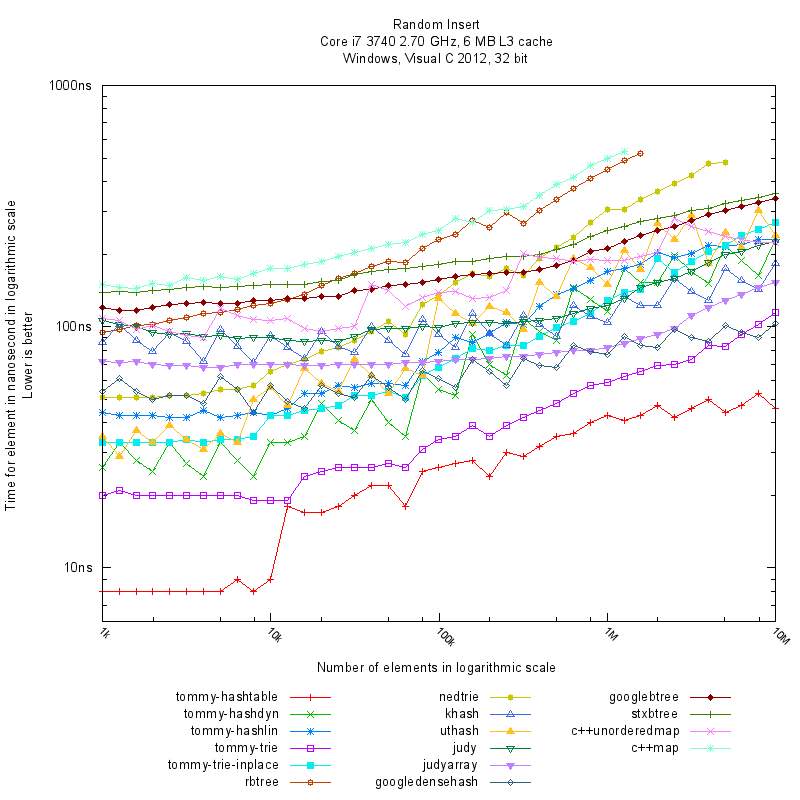 Random Insert
Core i7 3740 2.70 GHz, 6 MB L3 cache
Windows, Visual C 2012, 32 bit
Time for element in nanosecond in logarithmic scale
Lower is better
1000ns
100ns
10ns
1k
10k
100k
1M
10M
Number of elements in logarithmic scale
tommy-hashtable
tommy-hashdyn
tommy-hashlin
tommy-trie
tommy-trie-inplace
rbtree
nedtrie
khash
uthash
judy
judyarray
googledensehash
googlebtree
stxbtree
c++unorderedmap
c++map